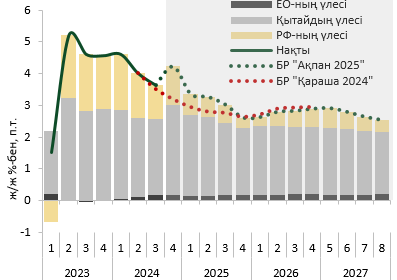 ЕО-ның үлесі
Қытайдың үлесі
РФ-ның үлесі
Нақты
БР "Ақпан 2025"
БР "Қараша 2024"
ж/ж %-бен, п.т.
6
5
4
3
2
1
0
-1
1 2 3 4 1 2 3 4 1 2 3 4 1 2 3 4 5 6 7 8
2023 2024 2025 2026 2027